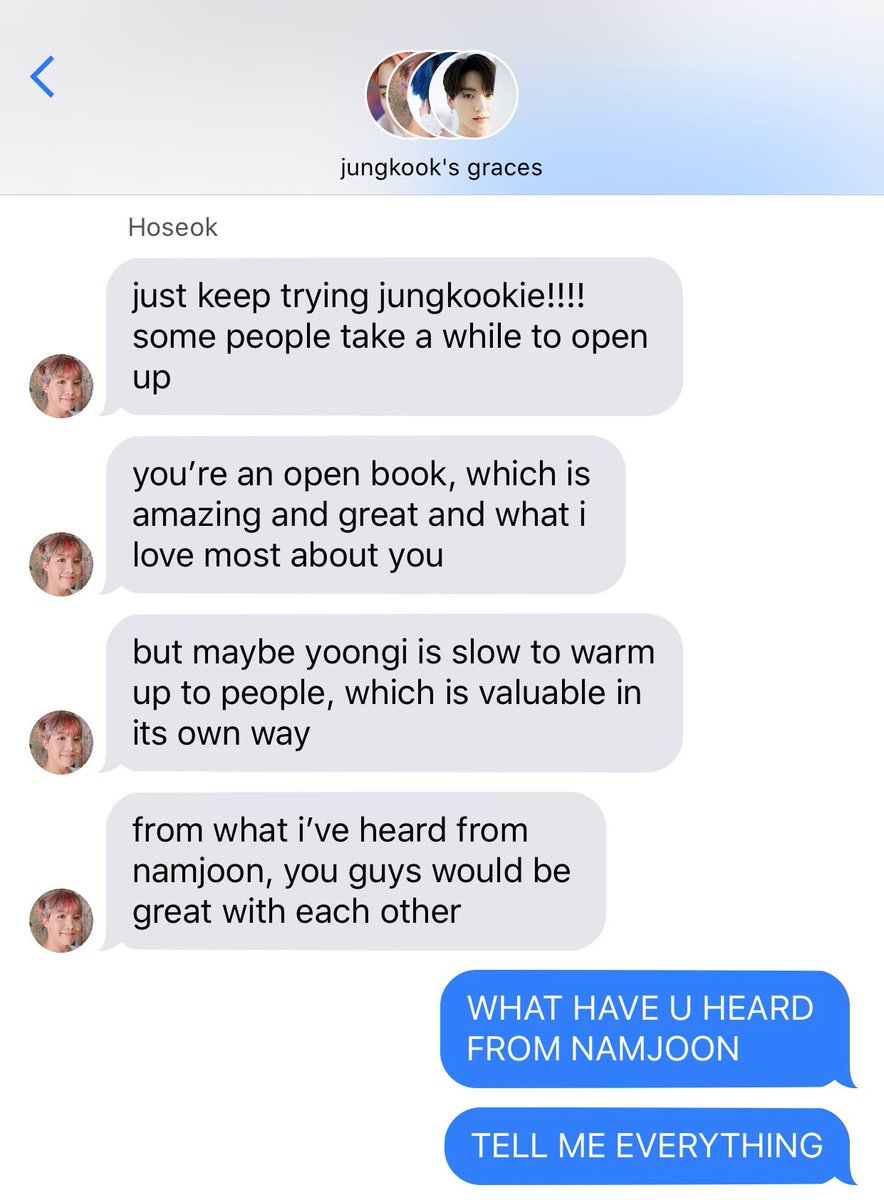 jungkook's graces
Hoseok
just keep trying jungkookie!!!!
some people take a while to open
up
you’re an open book, which is
amazing and great and what i
love most about you
but maybe yoongi is slow to warm
up to people, which is valuable in
its own way
from what i’ve heard from
namjoon, you guys would be
great with each other
WHAT HAVE U HEARD
FROM NAMJOON
TELL ME EVERYTHING